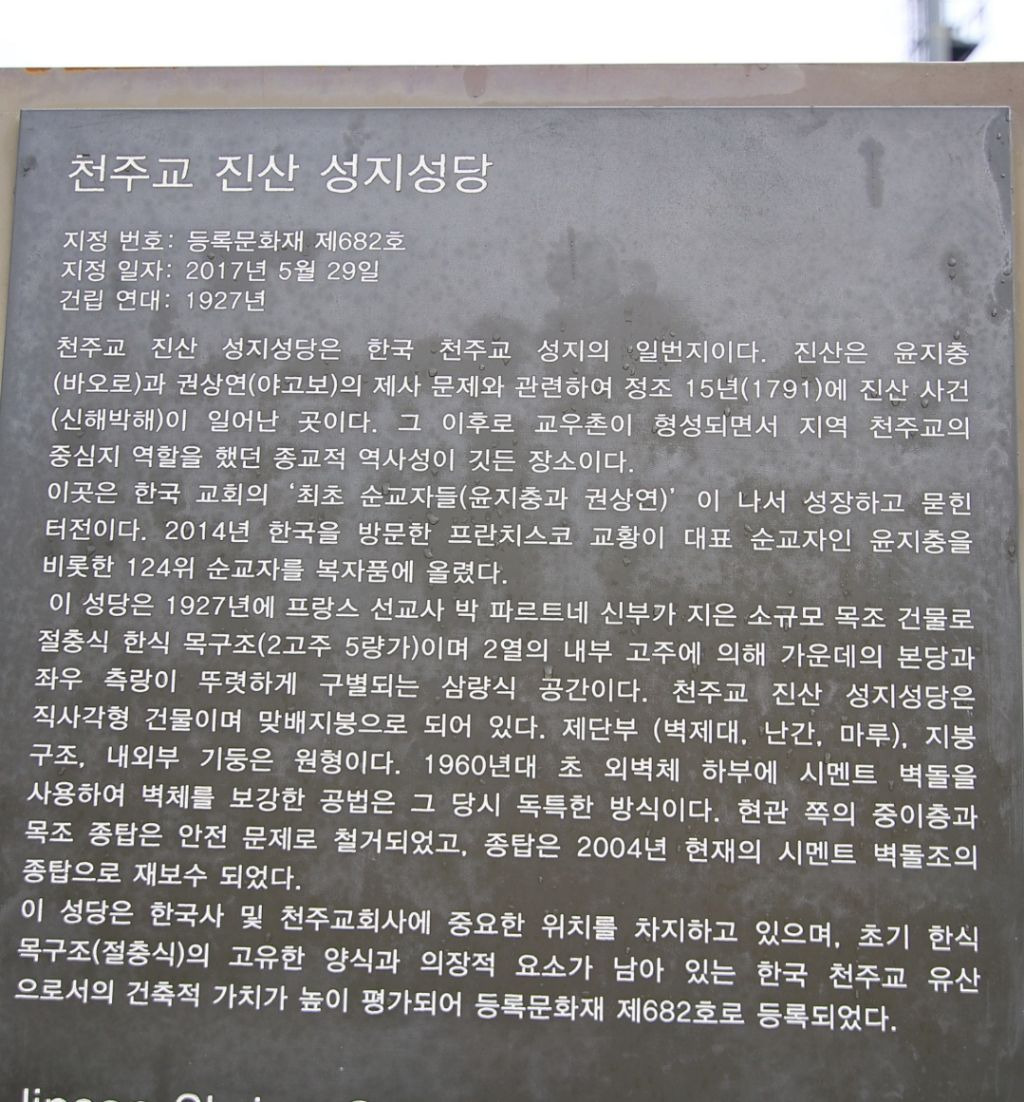 천주교 진산 성지성당
지정 번호: 등록문화재 제682호
지정 일자: 2017년 5월 29일
건립 연대: 1927년
천주교 진산 성지성당은 한국 천주교 성지의 일번지이다. 진산은 윤지충
(바오로)과 권상연(야고보)의 제사 문제와 관련하여 정조 15년(1791)에 진산 사건
(신해박해)이 일어난 곳이다. 그 이후로 교우촌이 형성되면서 지역 천주교의
중심지 역할을 했던 종교적 역사성이 깃든 장소이다.
이곳은 한국 교회의 ‘최초 순교자들(윤지충과 권상연)’ 이 나서 성장하고 묻힌
터전이다. 2014년 한국을 방문한 프란치스코 교황이 대표 순교자인 윤지충을
비롯한 124위 순교자를 복자품에 올렸다.
이 성당은 1927년에 프랑스 선교사 박 파르트네 신부가 지은 소규모 목조 건물로
절충식 한식 목구조(2고주 5량가)이며 2열의 내부 고주에 의해 가운데의 본당과
좌우 측랑이 뚜렷하게 구별되는 삼량식 공간이다. 천주교 진산 성지성당은
직사각형 건물이며 맞배지붕으로 되어 있다. 제단부 (벽제대, 난간, 마루), 지붕
구조, 내외부 기둥은 원형이다. 1960년대 초 외벽체 하부에 시멘트 벽돌을
사용하여 벽체를 보강한 공법은 그 당시 독특한 방식이다. 현관 쪽의 중이층과
목조 종탑은 안전 문제로 철거되었고, 종탑은 2004년 현재의 시멘트 벽돌조의
종탑으로 재보수 되었다.
이 성당은 한국사 및 천주교회사에 중요한 위치를 차지하고 있으며, 초기 한식
목구조(절충식)의 고유한 양식과 의장적 요소가 남아 있는 한국 천주교 유산
으로서의 건축적 가치가 높이 평가되어 등록문화재 제682호로 등록되었다.